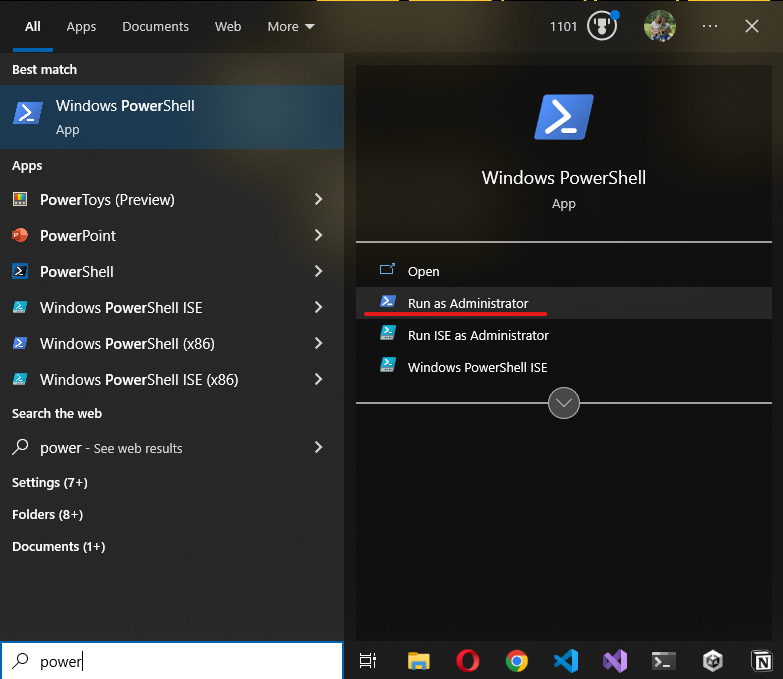 All Apps Documents Web More 1101
Best match
Windows PowerShell
App
Apps
PowerToys (Preview)
PowerPoint
PowerShell
Windows PowerShell ISE
Windows PowerShell (x86)
Windows PowerShell ISE (x86)
Search the web
power - See web results
Settings (7+)
Folders (8+)
Documents (1+)
power
Windows PowerShell
App
Open
Run as Administrator
Run ISE as Administrator
Windows PowerShell ISE